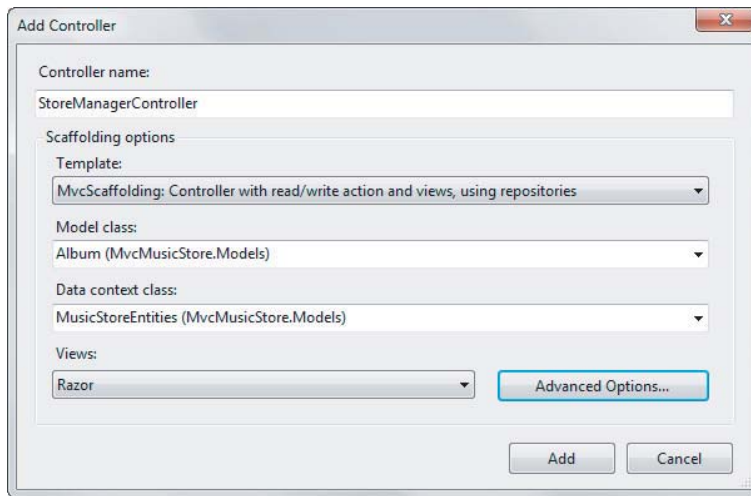 Add Controller
Controller name:
StoreManagerController
Scaffolding options
Template:
MvcScaffolding: Controller with read/write action and views, using repositories
Model class:
Album (MvcMusicStore.Models)
Data context class:
MusicStoreEntities (MvcMusicStore.Models)
Views:
Razor
Advanced Options...
Add
Cancel